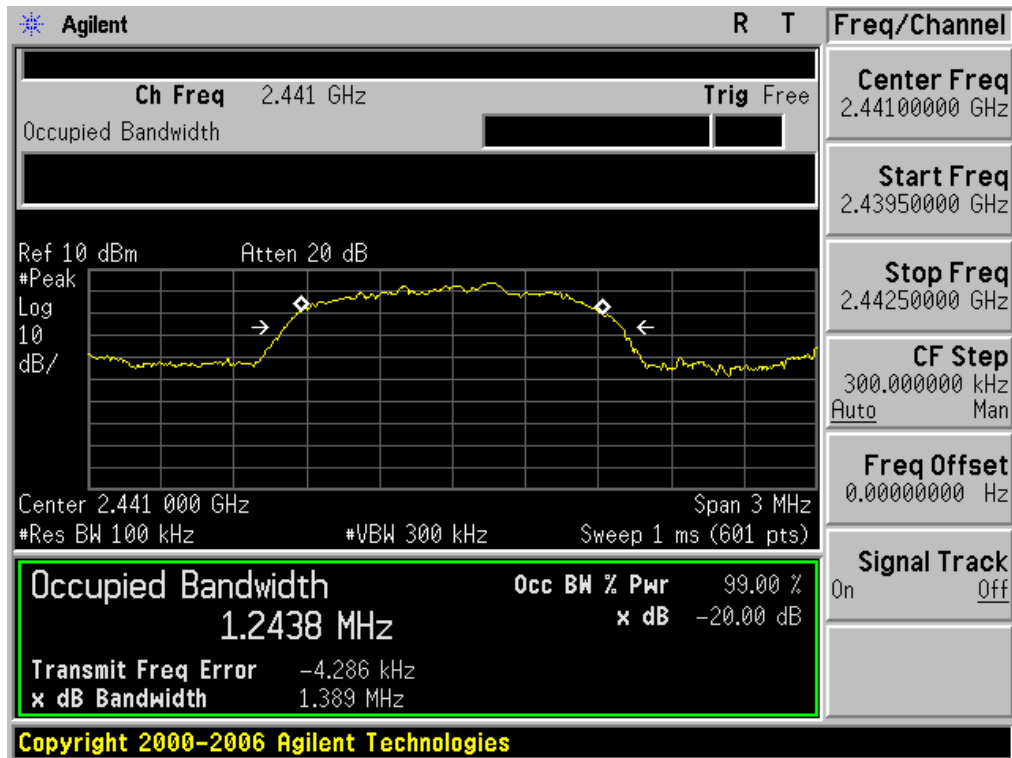 Agilent R T
Ch Freq 2.441 GHz Trig Free
Occupied Bandwidth
Ref 10 dBm Atten 20 dB
#Peak
Log
10
dB/
Center 2.441 000 GHz Span 3 MHz
#Res BW 100 kHz #VBW 300 kHz Sweep 1 ms (601 pts)
Occupied Bandwidth Occ BW % Pwr 99.00 %
1.2438 MHz x dB -20.00 dB
Transmit Freq Error -4.286 kHz
x dB Bandwidth 1.389 MHz
Copyright 2000-2006 Agilent Technologies
Freq/Channel
Center Freq
2.44100000 GHz
Start Freq
2.43950000 GHz
Stop Freq
2.44250000 GHz
CF Step
300.000000 kHz
Auto Man
Freq Offset
0.00000000 Hz
Signal Track
On Off